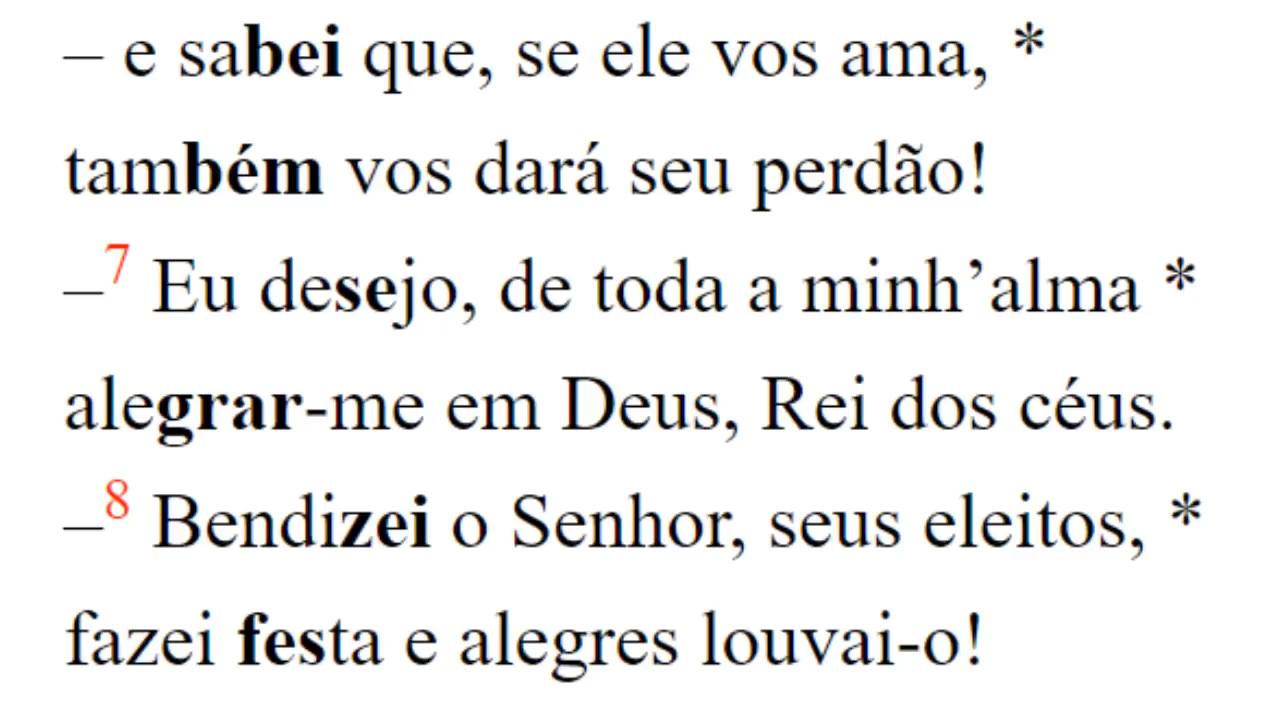 – e sabei que, se ele vos ama, *
também vos dará seu perdão!
–7 Eu desejo, de toda a minh’alma *
alegrar-me em Deus, Rei dos céus.
–8 Bendizei o Senhor, seus eleitos, *
fazei festa e alegres louvai-o!